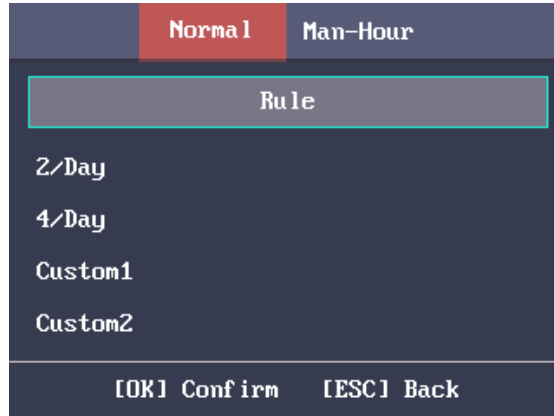 Normal Man-Hour
Rule
2/Day
4/Day
Custom1
Custom2
[OK] Confirm [ESC] Back